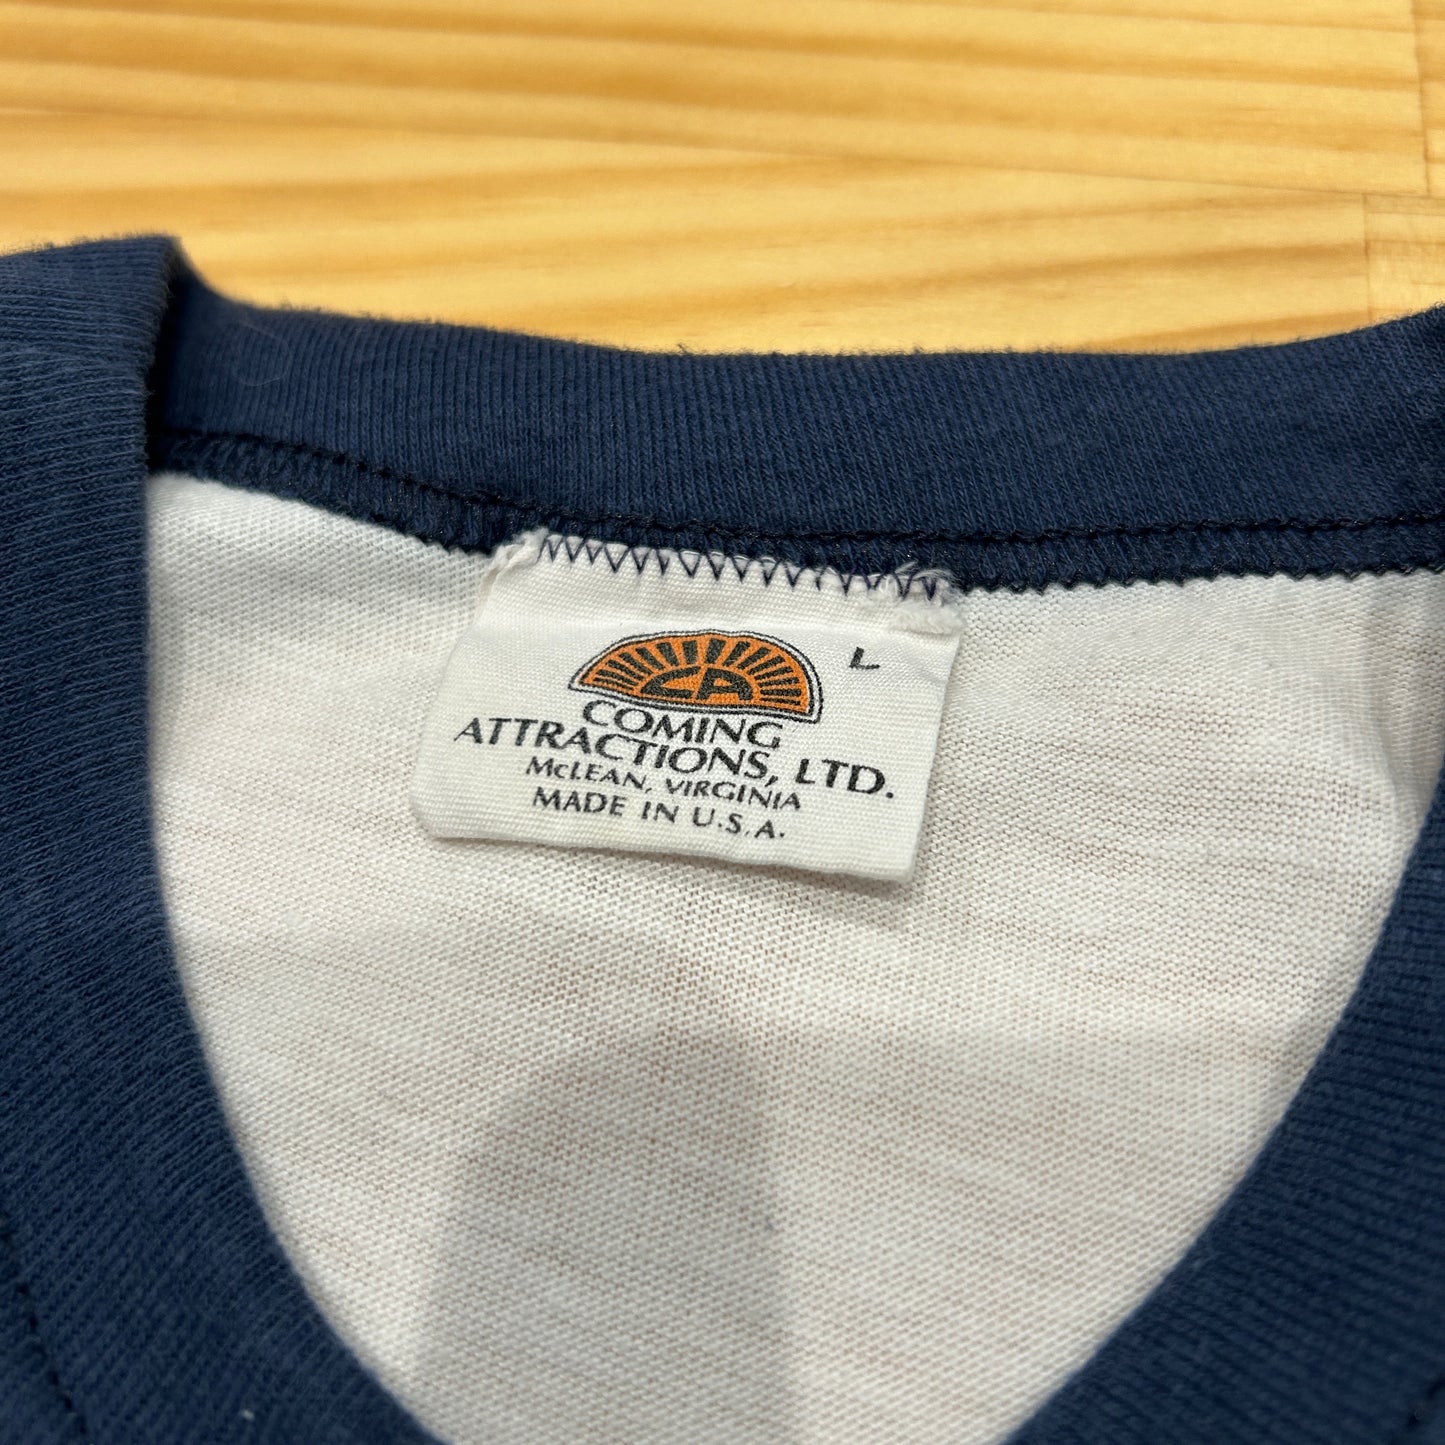 L
CA
COMING
ATTRACTIONS, LTD.
McLEAN, VIRGINIA
MADE IN U.S.A.